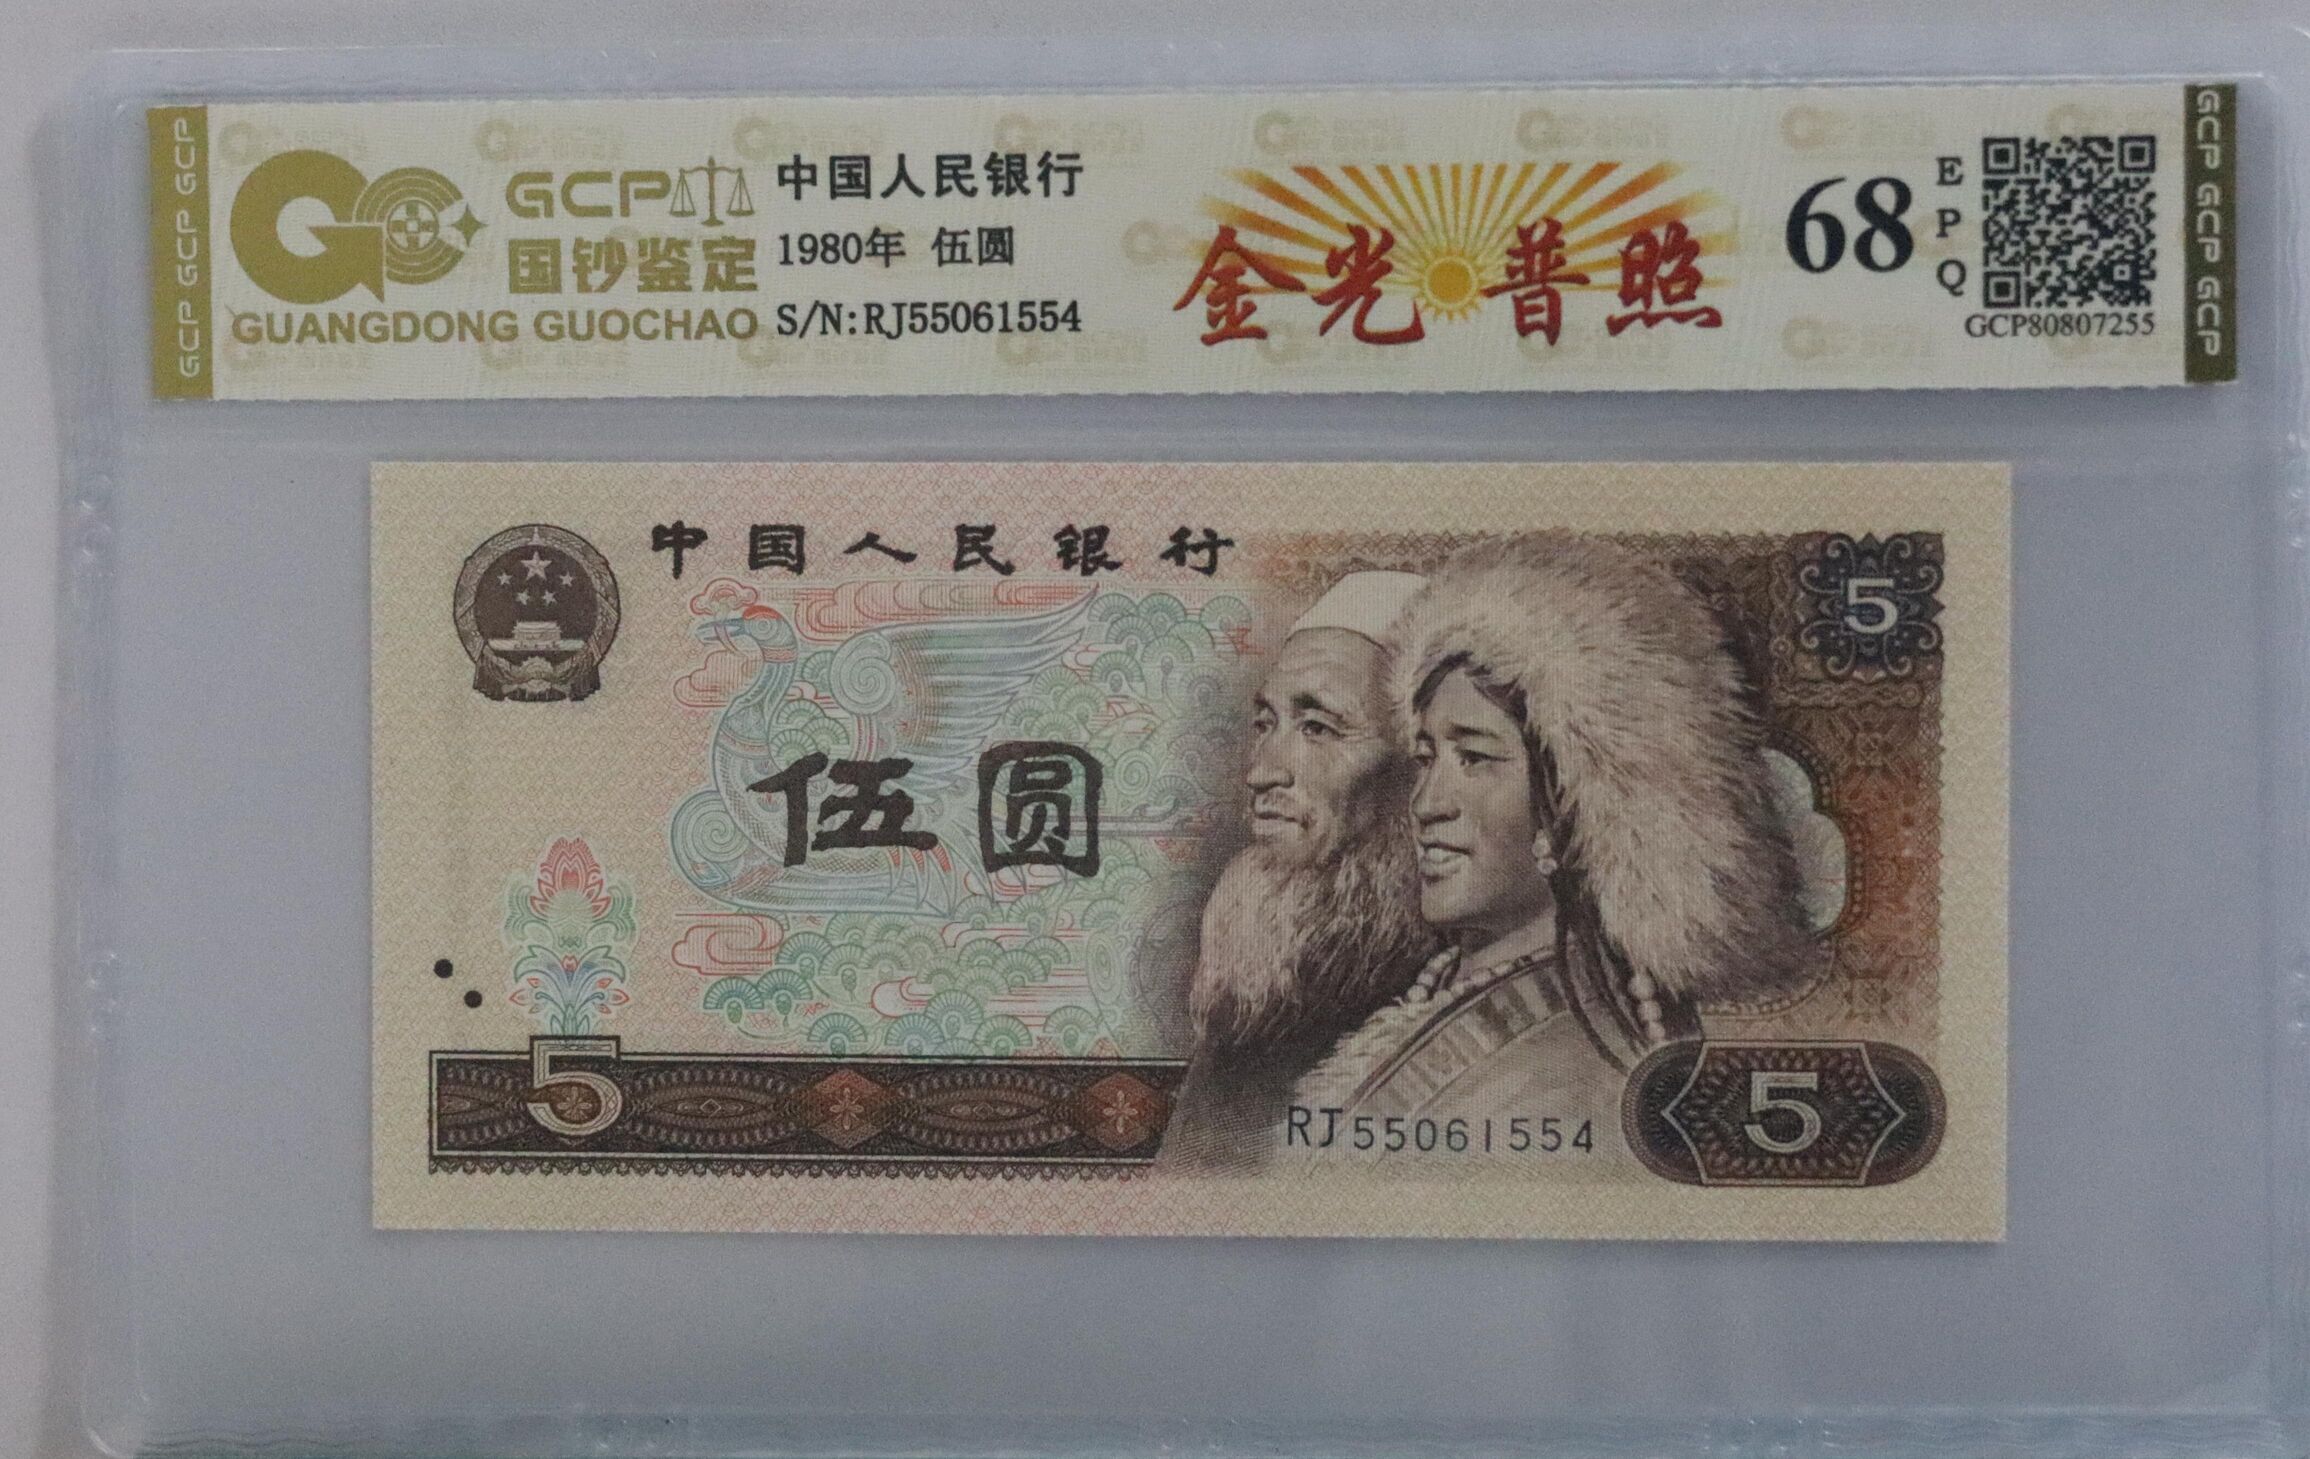 GCP GCP GCP
GCP
国钞鉴定
GUANGDONG GUOCHAO
中国人民银行
1980年 伍圆
S/N:RJ55061554
金光普照
68
EPQ
GCP80807255
GCP GCP GCP
中国人民银行
5
伍圆
5
RJ55061554
5